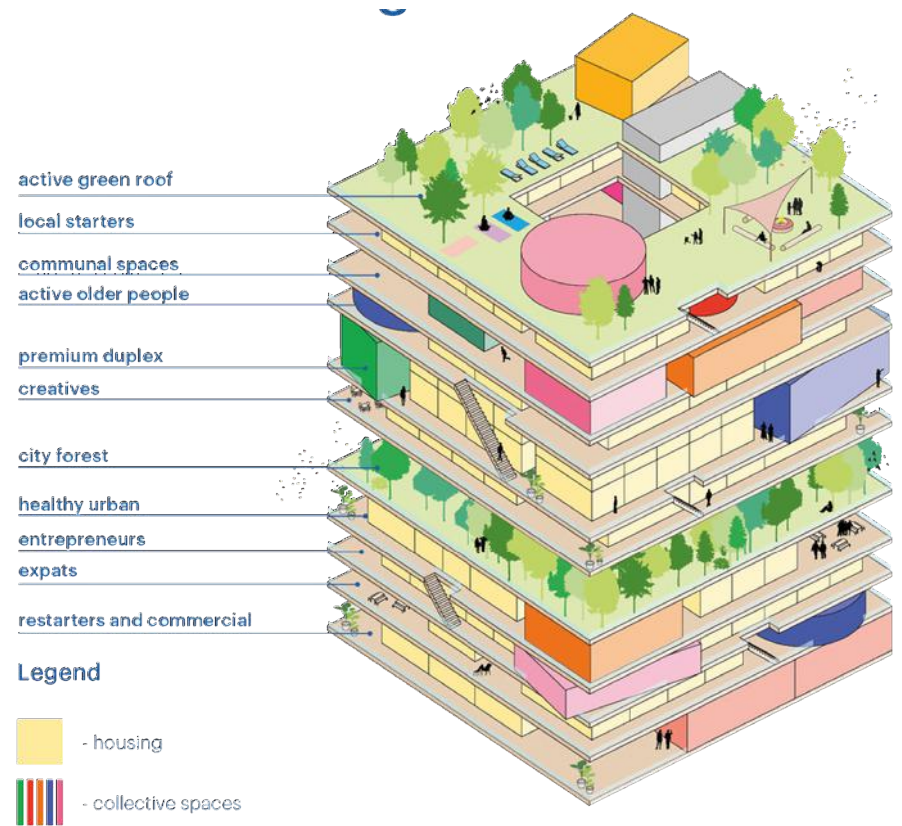 active green roof
local starters
communal spaces
active older people
premium duplex
creatives
city forest
healthy urban
entrepreneurs
expats
restarters and commercial
Legend
- housing
- collective spaces